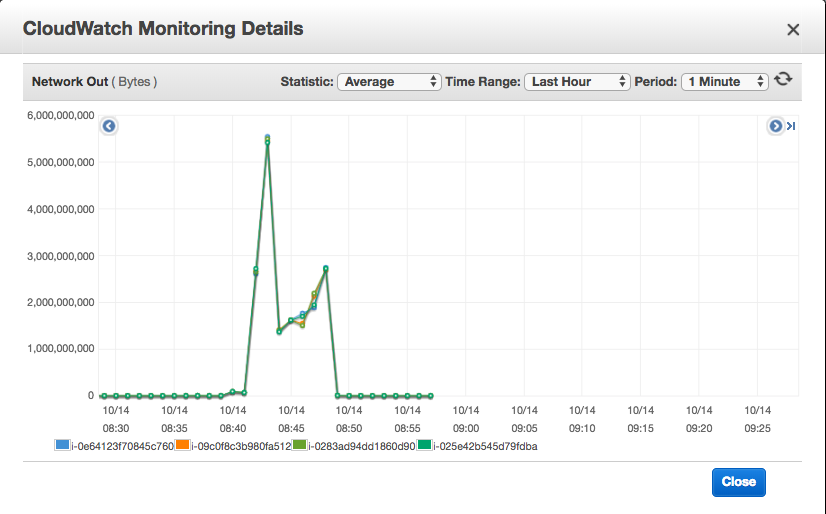 CloudWatch Monitoring Details
Network Out ( Bytes ) Statistic: Average Time Range: Last Hour Period: 1 Minute
6,000,000,000
5,000,000,000
4,000,000,000
3,000,000,000
2,000,000,000
1,000,000,000
0
10/14 10/14 10/14 10/14 10/14 10/14 10/14 10/14 10/14 10/14 10/14 10/14
08:30 08:35 08:40 08:45 08:50 08:55 09:00 09:05 09:10 09:15 09:20 09:25
i-0e64123f70845c760 i-09c0f8c3b980fa512 i-0283ad94dd1860d90 i-025e42b545d79fdba
Close